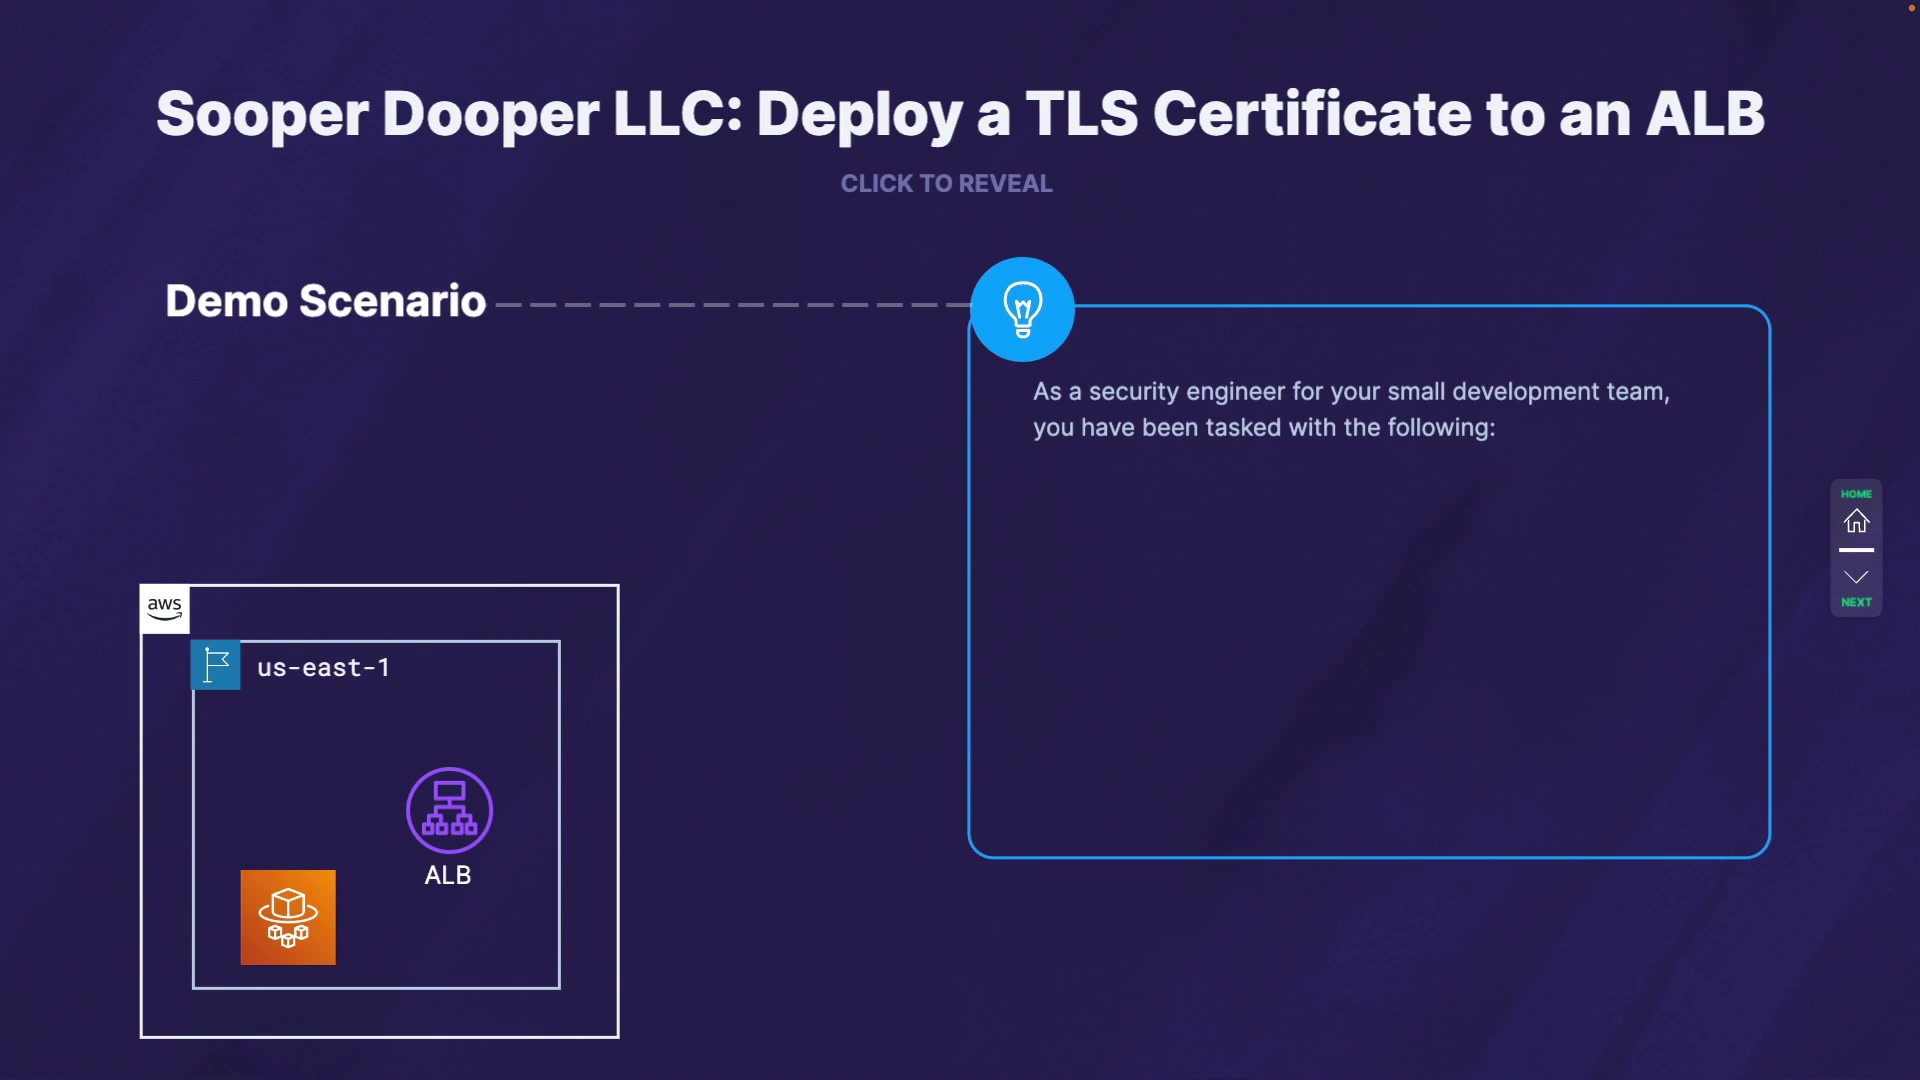 Sooper Dooper LLC: Deploy a TLS Certificate to an ALB
CLICK TO REVEAL
Demo Scenario
As a security engineer for your small development team,
you have been tasked with the following:
HOME
NEXT
aws
us-east-1
ALB